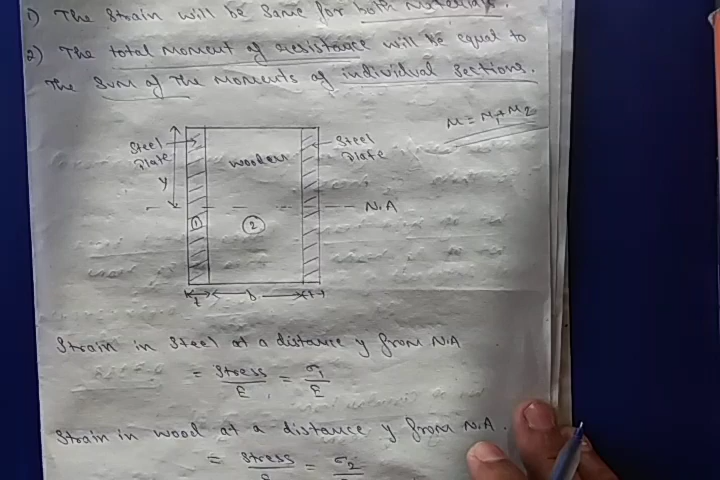 1) The strain will be same for both materials.
2) The total moment of resistance will be equal to
the sum of the moments of individual sections.
M = M1+M2
Steel
Plate
wooden
Steel
Plate
y
N.A
1
2
t
b
t
Strain in Steel at a distance y from N.A
= Stress/E = σ1/E
Strain in wood at a distance y from N.A.
= Stress/ = σ2/